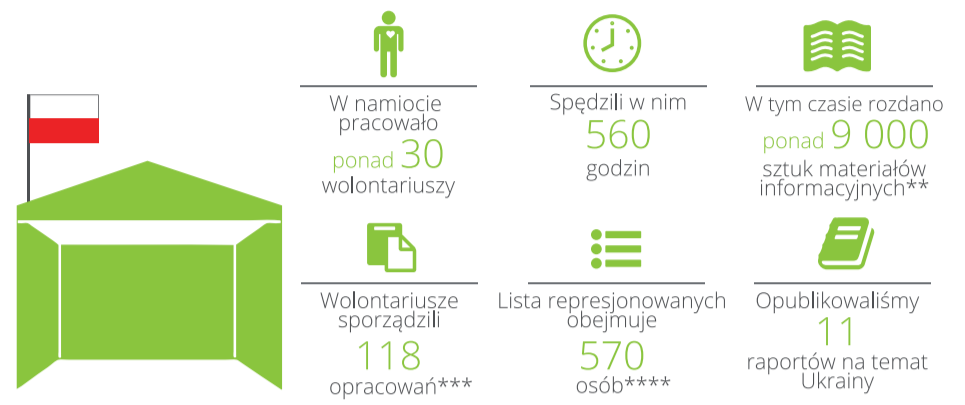 W namiocie
pracowało
ponad 30
wolontariuszy
Spędzili w nim
560
godzin
W tym czasie rozdano
ponad 9 000
sztuk materiałów
informacyjnych**
Wolontariusze
sporządzili
118
opracowań***
Lista represjonowanych
obejmuje
570
osób****
Opublikowaliśmy
11
raportów na temat
Ukrainy